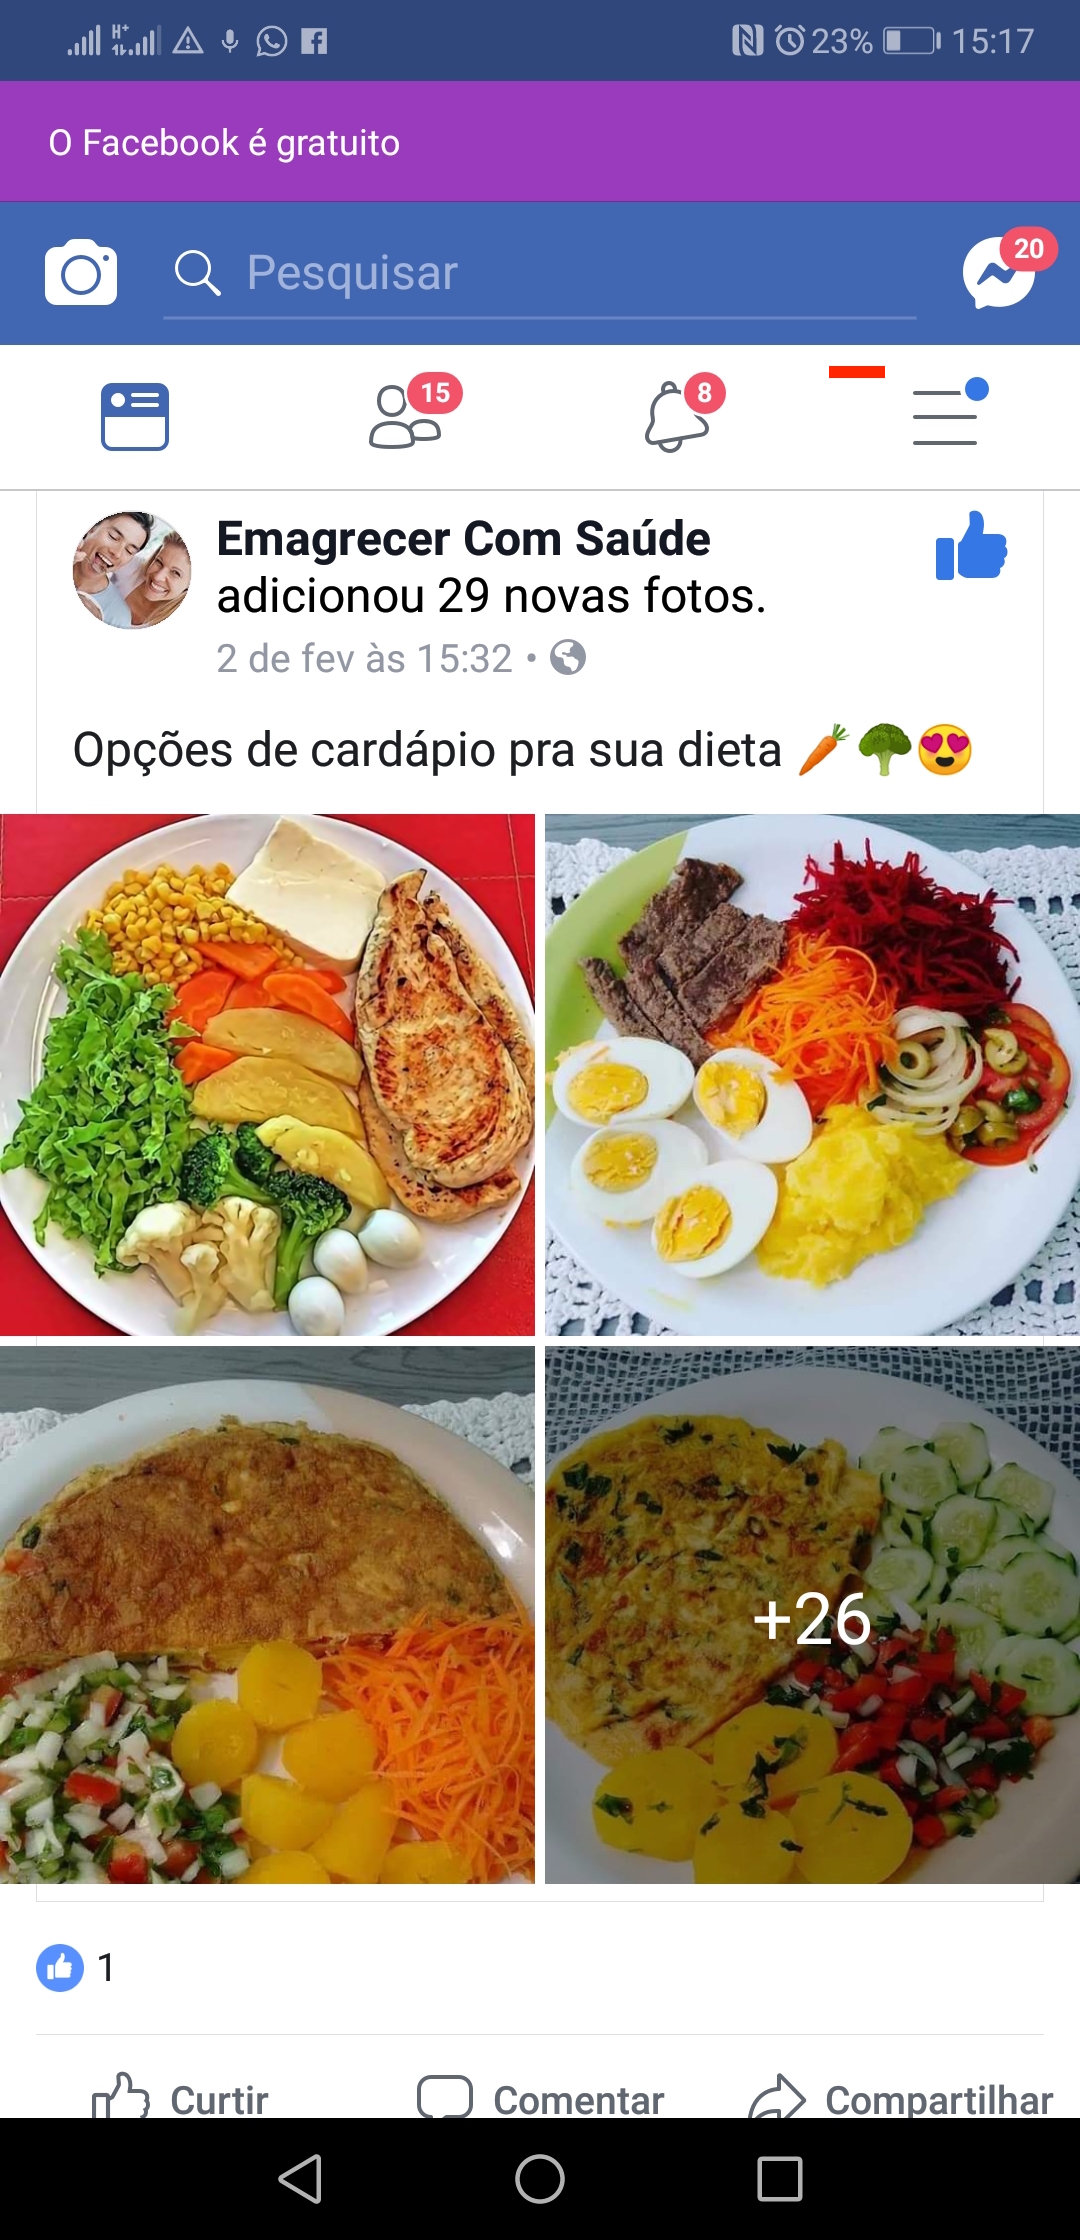 H+
23%
15:17
O Facebook é gratuito
Pesquisar
20
15
8
Emagrecer Com Saúde
adicionou 29 novas fotos.
2 de fev às 15:32 •
Opções de cardápio pra sua dieta 🥕🥦😍
+26
1
Curtir
Comentar
Compartilhar